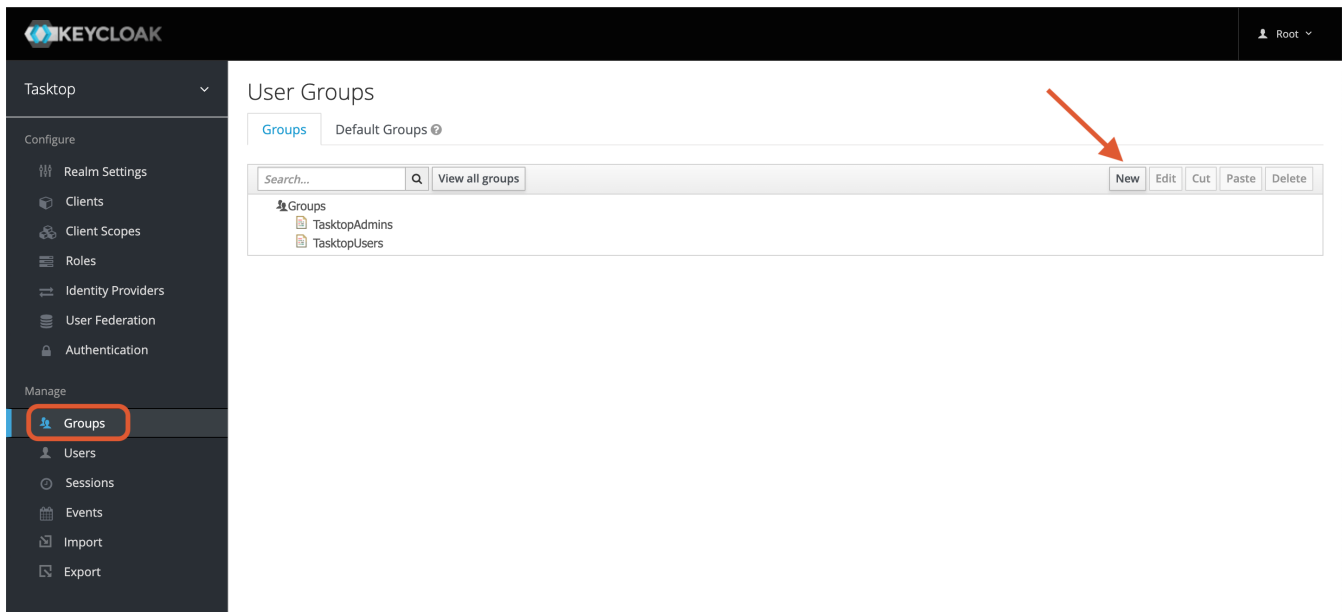 KEYCLOAK
Root
Tasktop
Configure
Realm Settings
Clients
Client Scopes
Roles
Identity Providers
User Federation
Authentication
Manage
Groups
Users
Sessions
Events
Import
Export
User Groups
Groups Default Groups
Search... View all groups New Edit Cut Paste Delete
Groups
TasktopAdmins
TasktopUsers